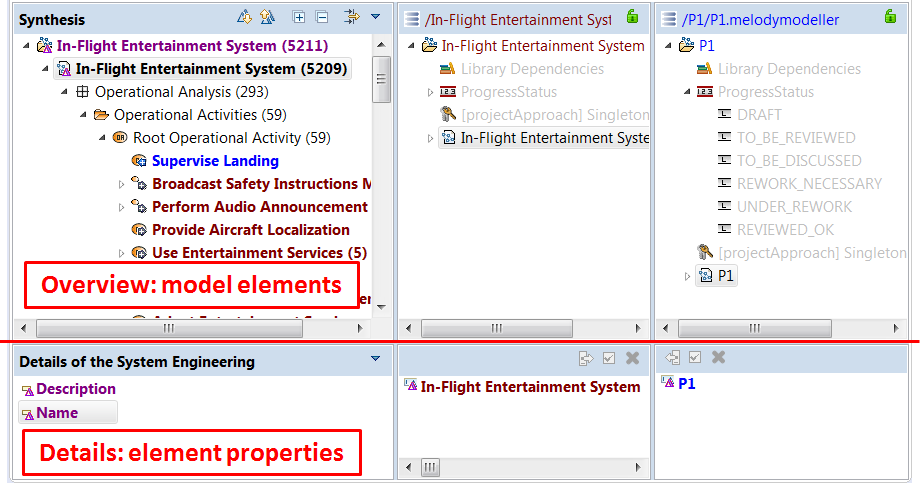 Synthesis
In-Flight Entertainment System (5211)
In-Flight Entertainment System (5209)
Operational Analysis (293)
Operational Activities (59)
Root Operational Activity (59)
Supervise Landing
Broadcast Safety Instructions M
Perform Audio Announcement
Provide Aircraft Localization
Use Entertainment Services (5)
Overview: model elements
/In-Flight Entertainment Syst
In-Flight Entertainment System
Library Dependencies
ProgressStatus
[projectApproach] Singleton
In-Flight Entertainment Syste
/P1/P1.melodymodeller
P1
Library Dependencies
ProgressStatus
DRAFT
TO_BE_REVIEWED
TO_BE_DISCUSSED
REWORK_NECESSARY
UNDER_REWORK
REVIEWED_OK
[projectApproach] Singleton
P1
Details of the System Engineering
Description
Name
Details: element properties
In-Flight Entertainment System
P1